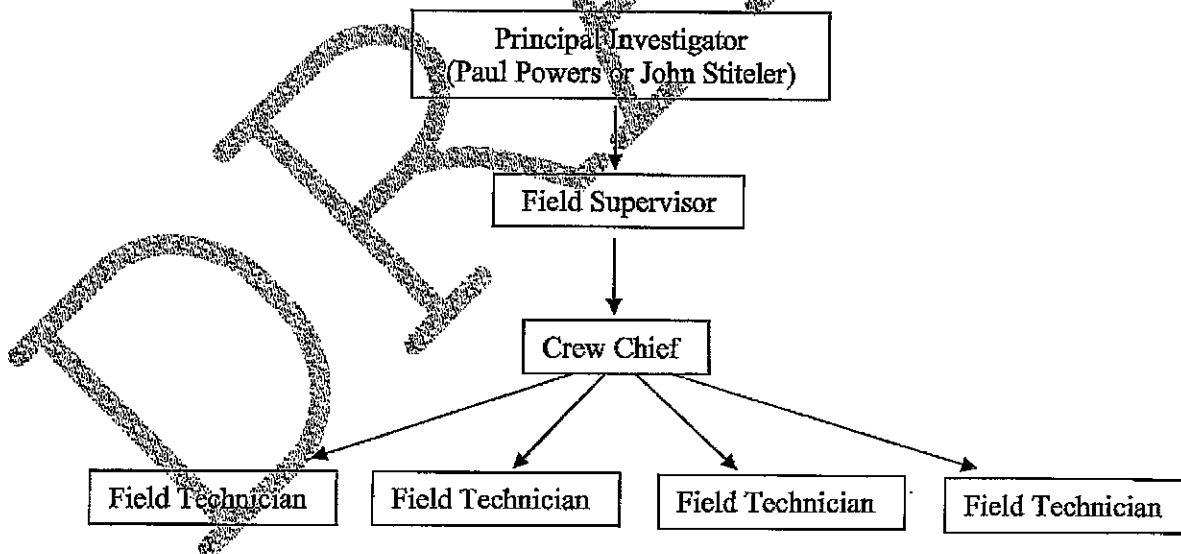 Principal Investigator
(Paul Powers or John Stiteler)
Field Supervisor
Crew Chief
Field Technician
Field Technician
Field Technician
Field Technician